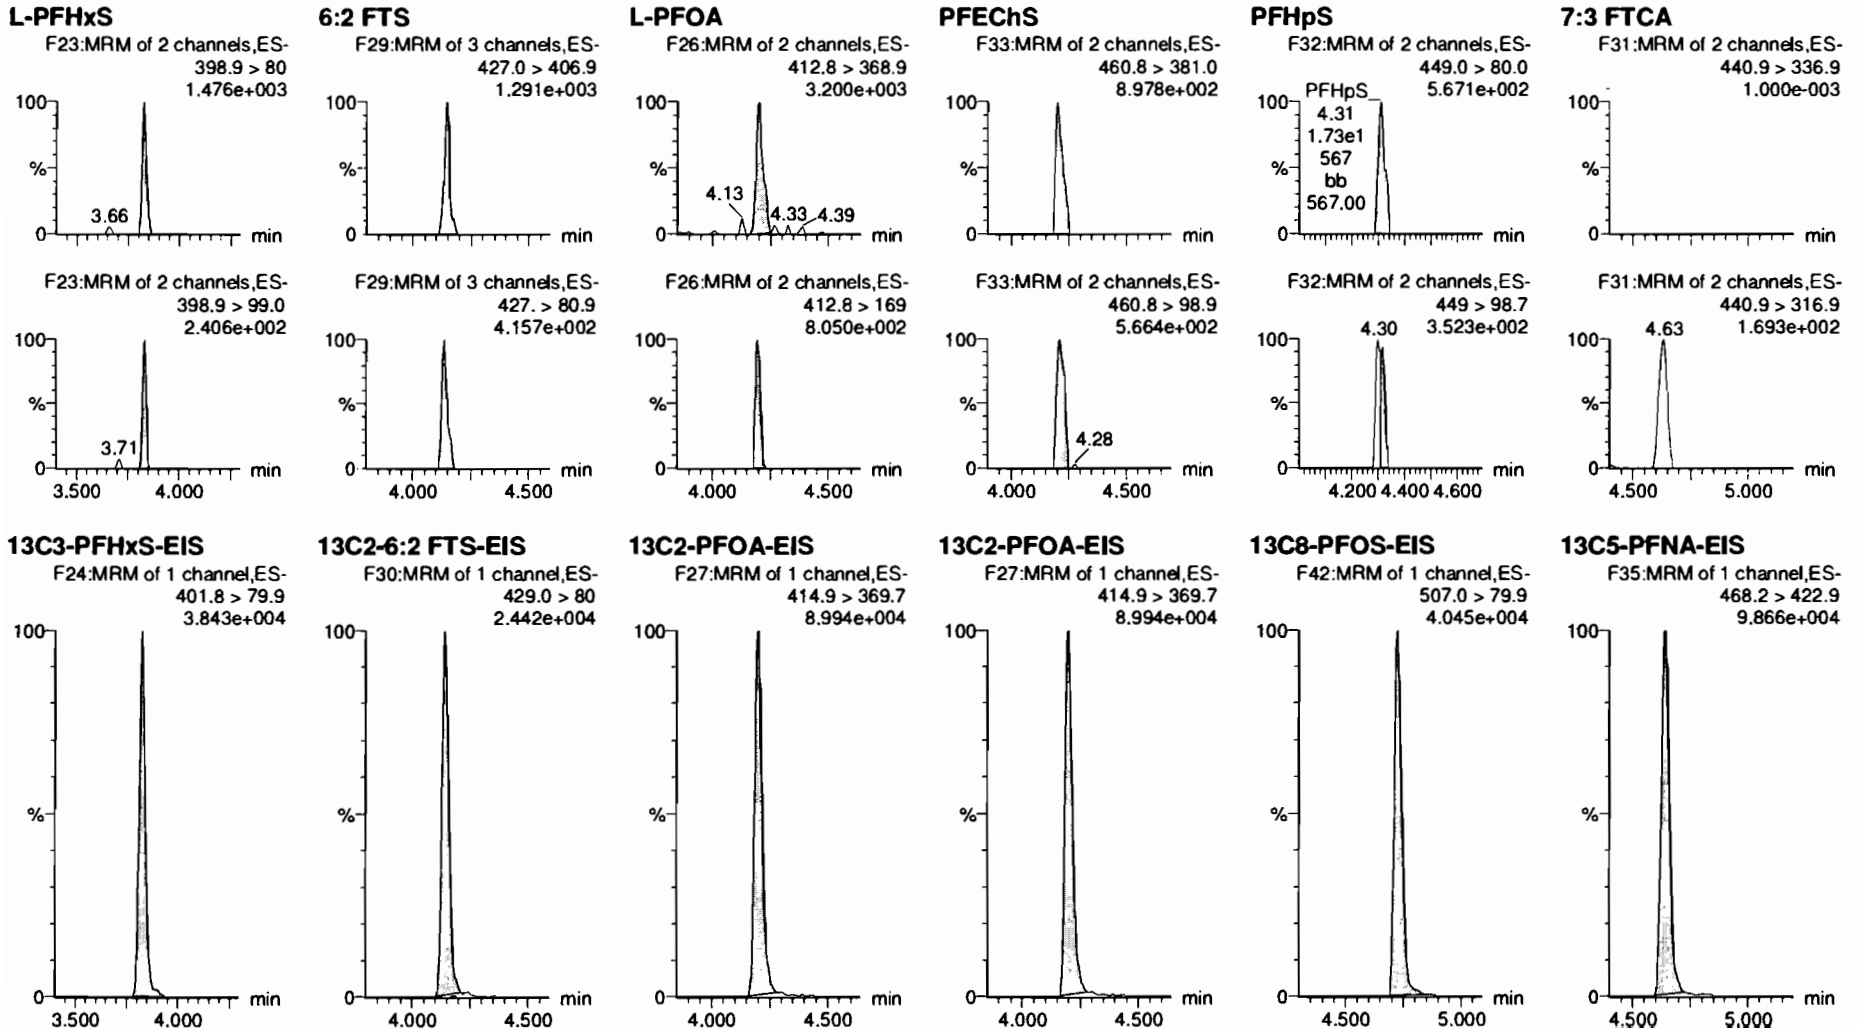 L-PFHxS
F23:MRM of 2 channels,ES-
398.9 > 80
1.476e+003
100
%
3.66
0
min
6:2 FTS
F29:MRM of 3 channels,ES-
427.0 > 406.9
1.291e+003
100
%
0
min
L-PFOA
F26:MRM of 2 channels,ES-
412.8 > 368.9
3.200e+003
100
%
4.13
4.33
4.39
0
min
PFEChS
F33:MRM of 2 channels,ES-
460.8 > 381.0
8.978e+002
100
%
0
min
PFHpS
F32:MRM of 2 channels,ES-
449.0 > 80.0
5.671e+002
100
PFHpS
4.31
1.73e1
567
bb
567.00
%
0
min
7:3 FTCA
F31:MRM of 2 channels,ES-
440.9 > 336.9
1.000e-003
100
%
0
min
F23:MRM of 2 channels,ES-
398.9 > 99.0
2.406e+002
100
%
3.71
0
min
3.500 4.000
F29:MRM of 3 channels,ES-
427. > 80.9
4.157e+002
100
%
0
min
4.000 4.500
F26:MRM of 2 channels,ES-
412.8 > 169
8.050e+002
100
%
0
min
4.000 4.500
F33:MRM of 2 channels,ES-
460.8 > 98.9
5.664e+002
100
%
4.28
0
min
4.000 4.500
F32:MRM of 2 channels,ES-
449 > 98.7
3.523e+002
4.30
100
%
0
min
4.200 4.400 4.600
F31:MRM of 2 channels,ES-
440.9 > 316.9
1.693e+002
4.63
100
%
0
min
4.500 5.000
13C3-PFHxS-EIS
F24:MRM of 1 channel,ES-
401.8 > 79.9
3.843e+004
100
%
0
min
3.500 4.000
13C2-6:2 FTS-EIS
F30:MRM of 1 channel,ES-
429.0 > 80
2.442e+004
100
%
0
min
4.000 4.500
13C2-PFOA-EIS
F27:MRM of 1 channel,ES-
414.9 > 369.7
8.994e+004
100
%
0
min
4.000 4.500
13C2-PFOA-EIS
F27:MRM of 1 channel,ES-
414.9 > 369.7
8.994e+004
100
%
0
min
4.000 4.500
13C8-PFOS-EIS
F42:MRM of 1 channel,ES-
507.0 > 79.9
4.045e+004
100
%
0
min
4.500 5.000
13C5-PFNA-EIS
F35:MRM of 1 channel,ES-
468.2 > 422.9
9.866e+004
100
%
0
min
4.500 5.000